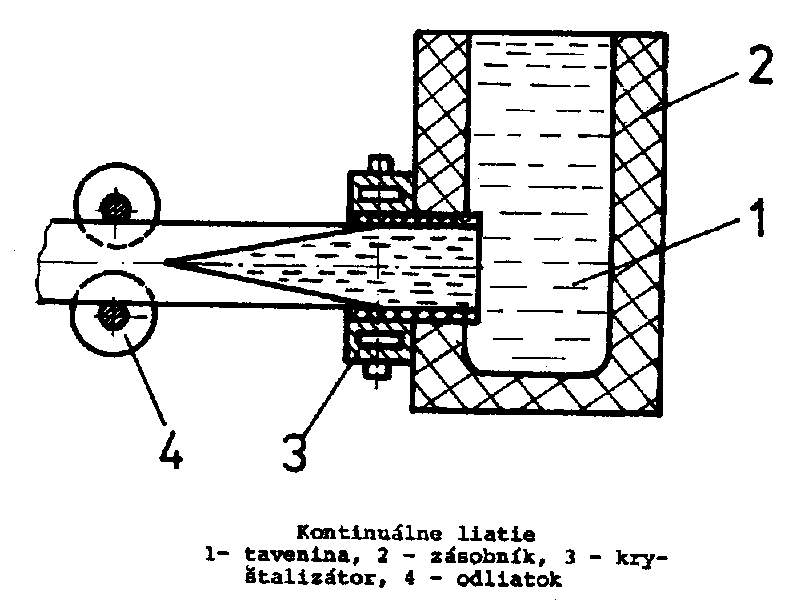 2
1
4
3
Kontinuálne liatie
1- tavenina, 2 - zásobník, 3 - kry-
štalizátor, 4 - odliatok